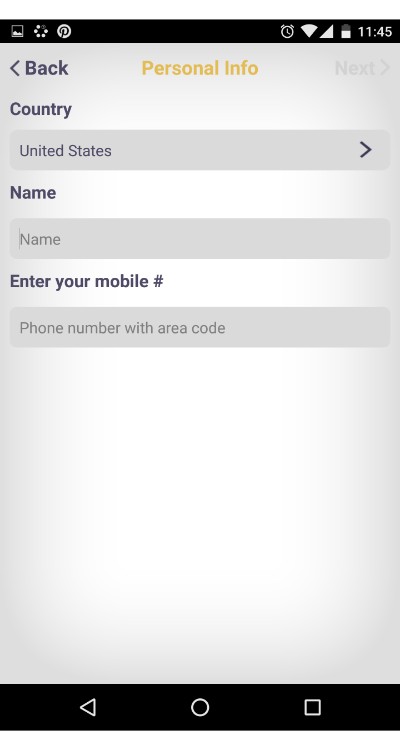 11:45
Back Personal Info Next
Country
United States
Name
Name
Enter your mobile #
Phone number with area code